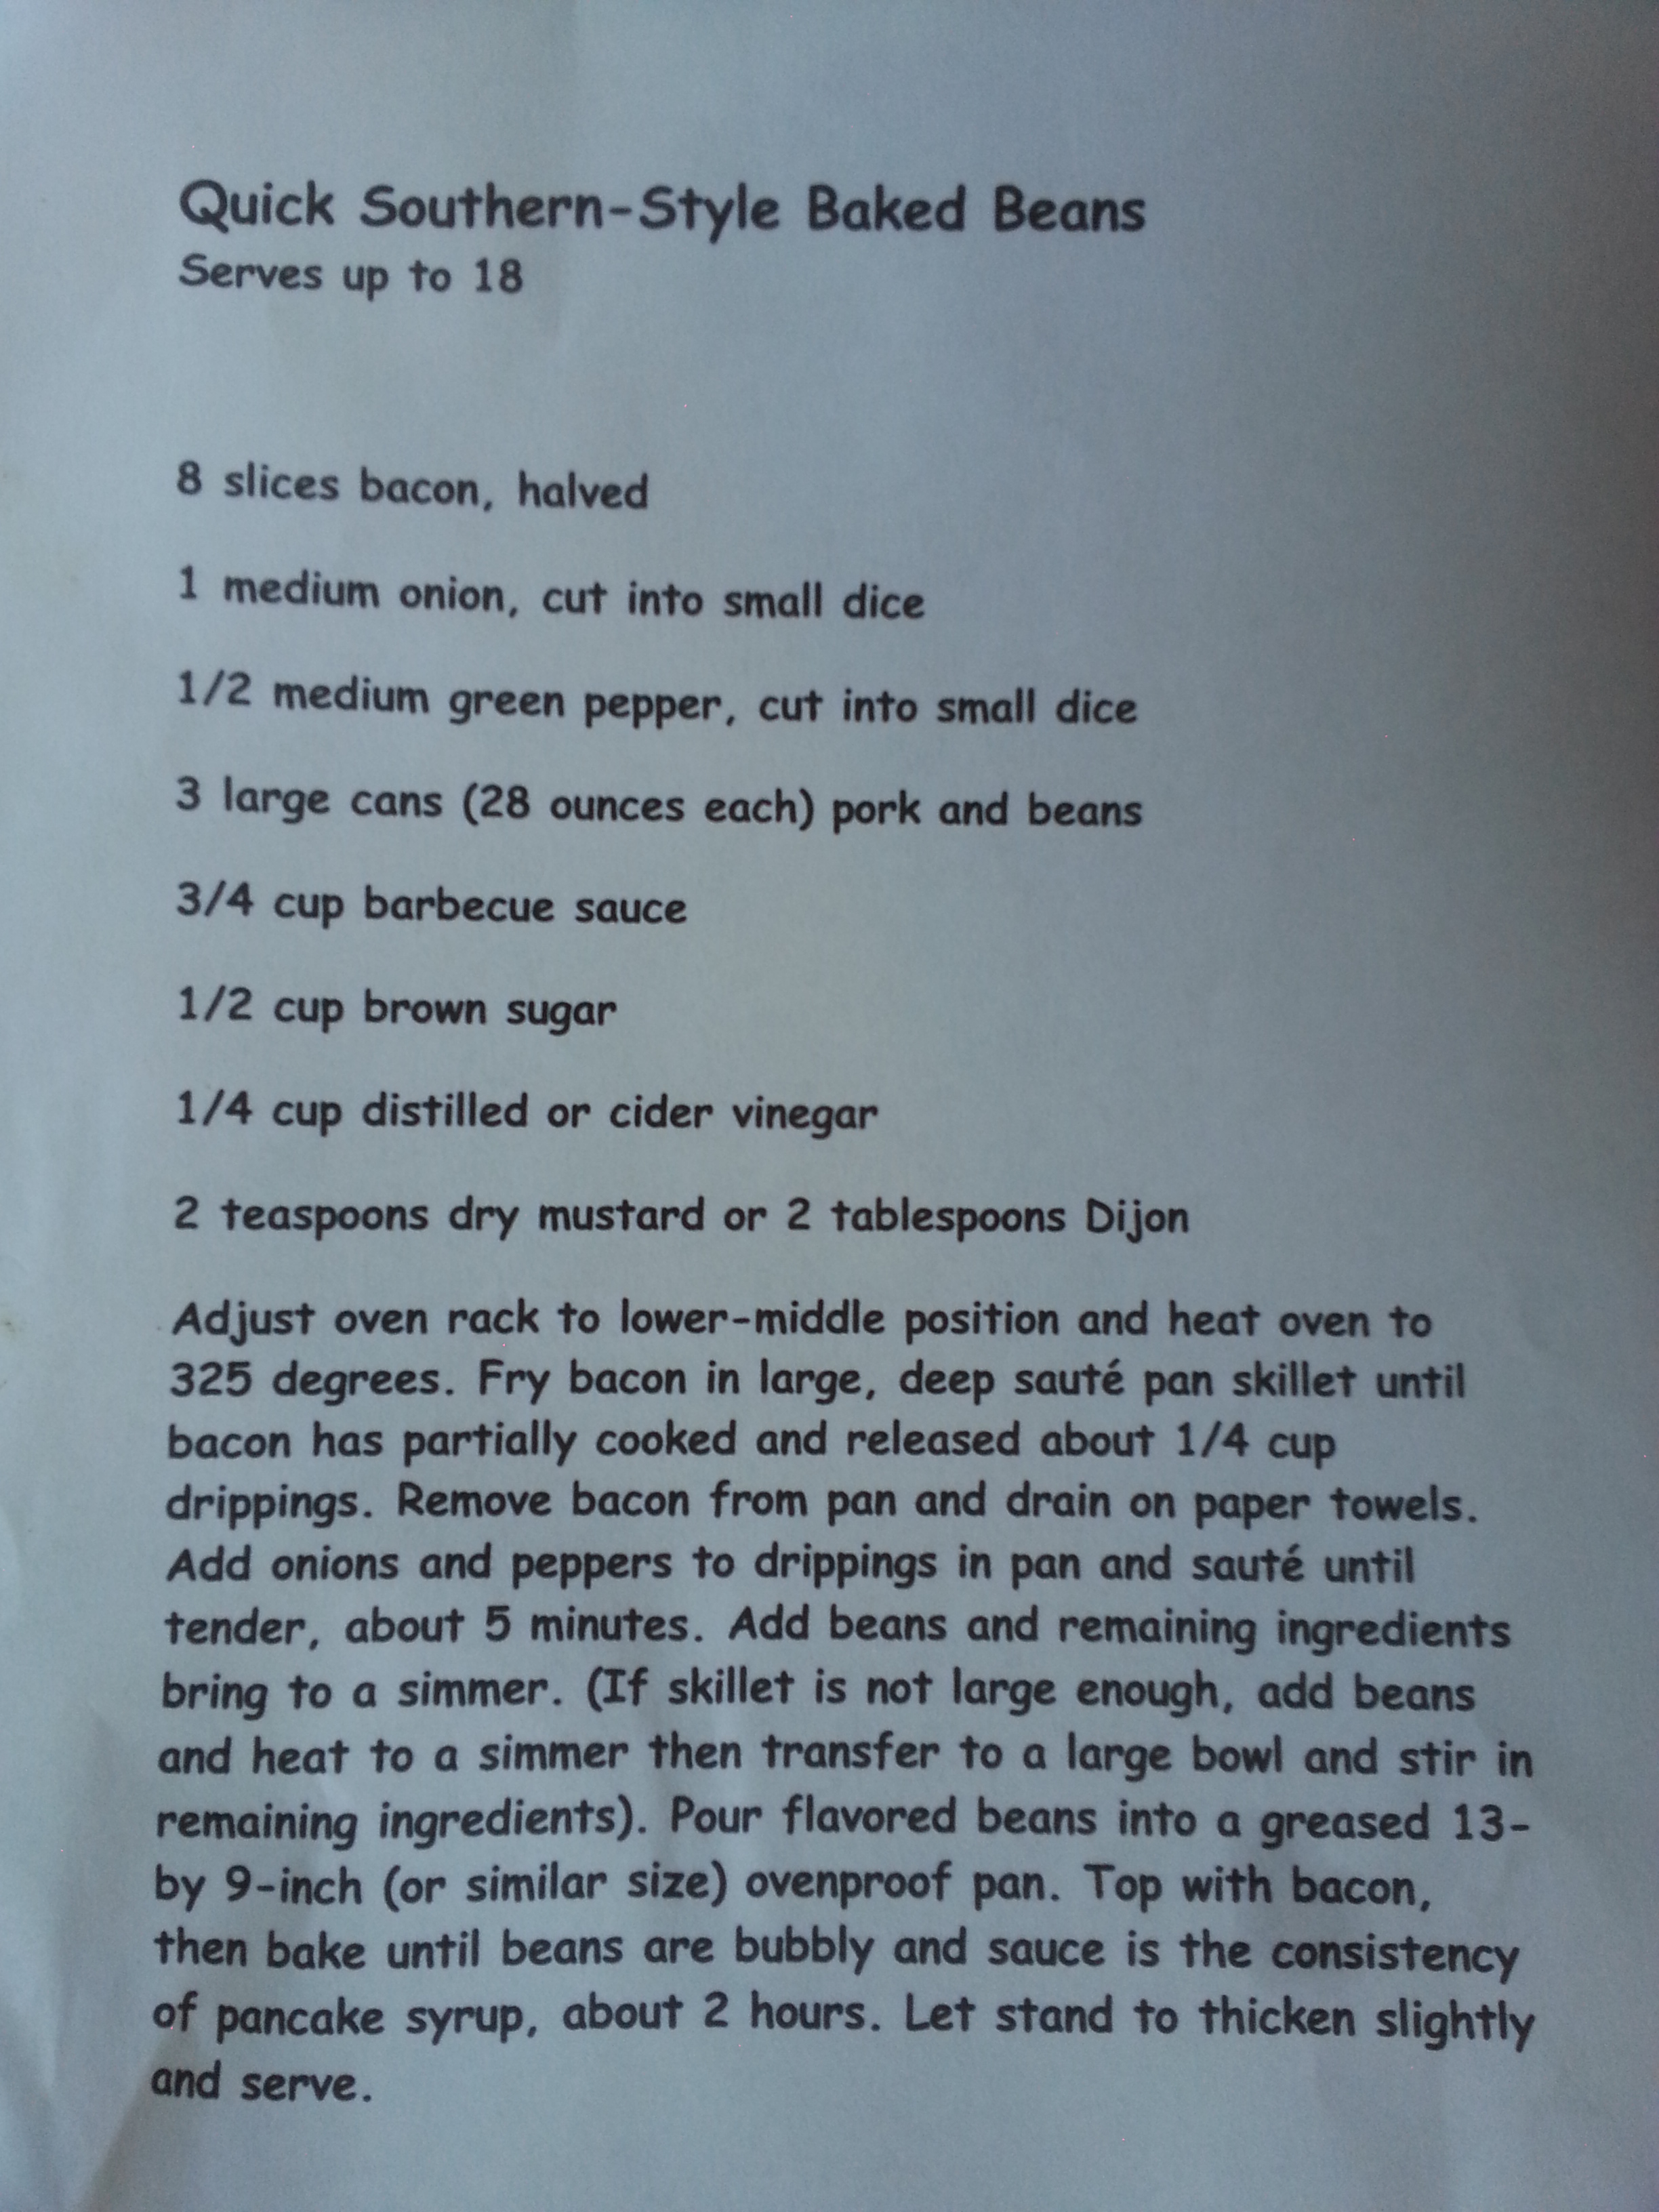 Quick Southern-Style Baked Beans
Serves up to 18
8 slices bacon, halved
1 medium onion, cut into small dice
1/2 medium green pepper, cut into small dice
3 large cans (28 ounces each) pork and beans
3/4 cup barbecue sauce
1/2 cup brown sugar
1/4 cup distilled or cider vinegar
2 teaspoons dry mustard or 2 tablespoons Dijon
Adjust oven rack to lower-middle position and heat oven to
325 degrees. Fry bacon in large, deep sauté pan skillet until
bacon has partially cooked and released about 1/4 cup
drippings. Remove bacon from pan and drain on paper towels.
Add onions and peppers to drippings in pan and sauté until
tender, about 5 minutes. Add beans and remaining ingredients
bring to a simmer. (If skillet is not large enough, add beans
and heat to a simmer then transfer to a large bowl and stir in
remaining ingredients). Pour flavored beans into a greased 13-
by 9-inch (or similar size) ovenproof pan. Top with bacon,
then bake until beans are bubbly and sauce is the consistency
of pancake syrup, about 2 hours. Let stand to thicken slightly
and serve.